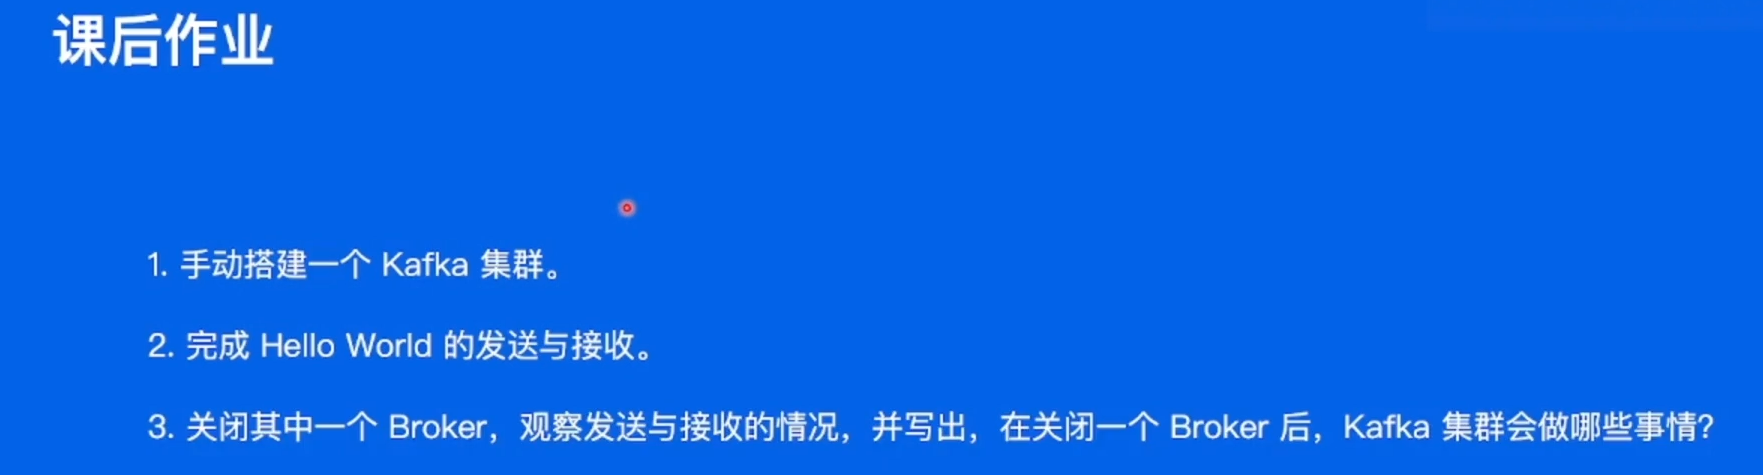 课后作业
1. 手动搭建一个 Kafka 集群。
2. 完成 Hello World 的发送与接收。
3. 关闭其中一个 Broker，观察发送与接收的情况，并写出，在关闭一个 Broker 后，Kafka 集群会做哪些事情？